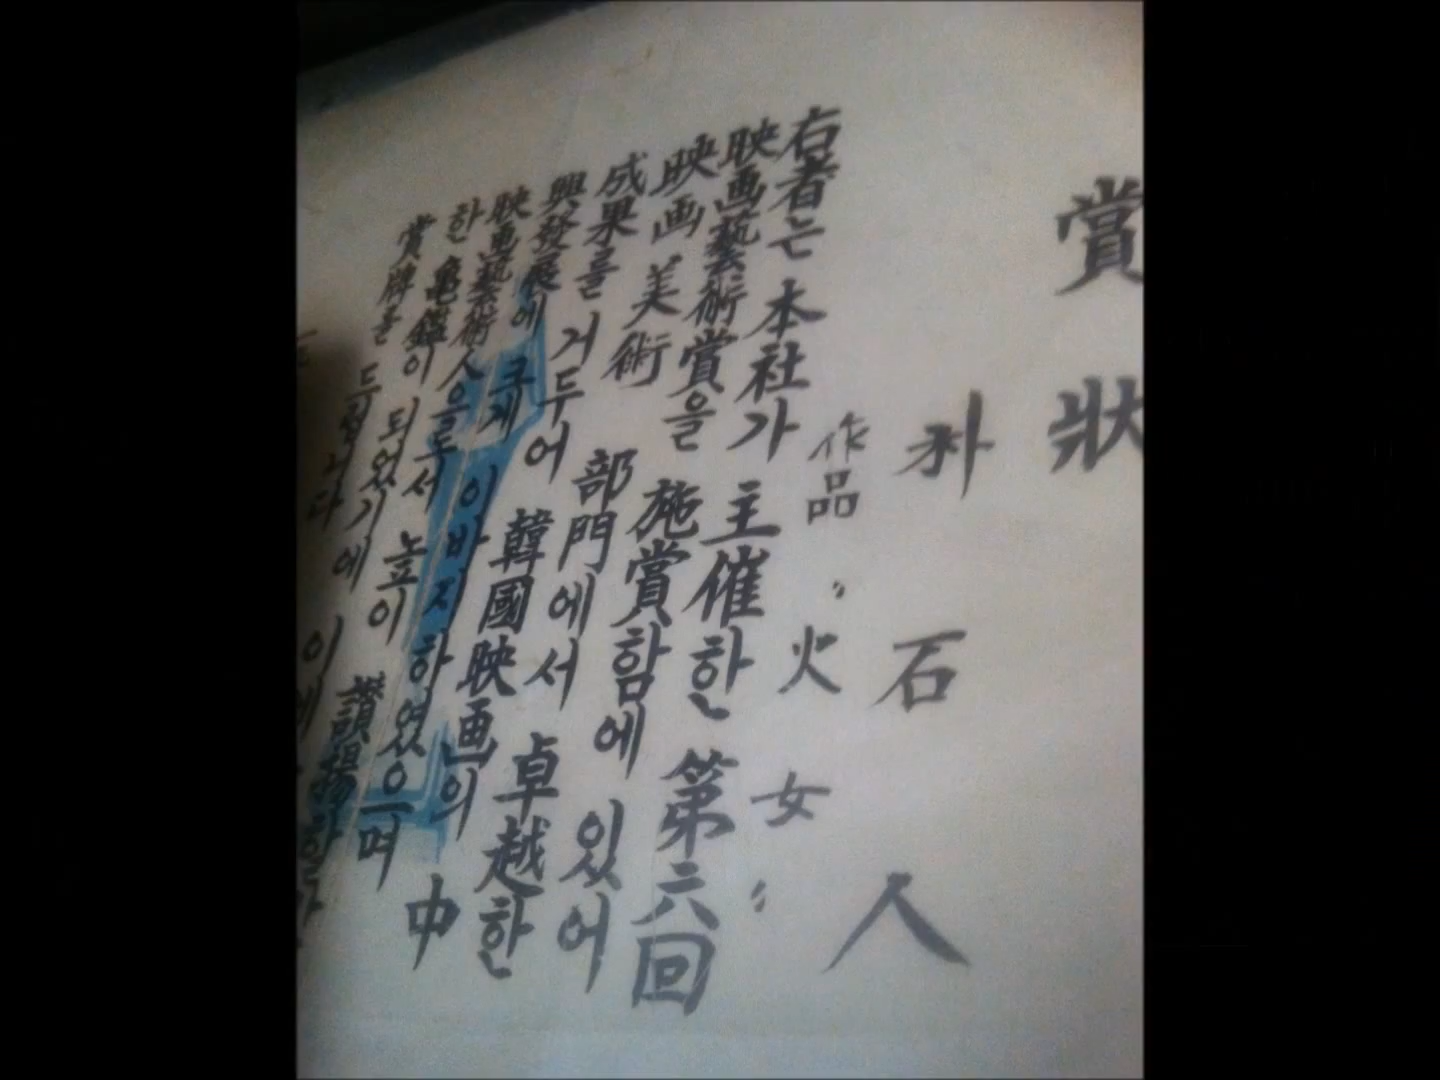 賞狀
朴石人
作品 〃火女〃
右者는 本社가 主催한 第六回
映画藝術賞을 施賞함에 있어
映画 美術 部門에서 卓越한
成果를 거두어 韓國映画의 中
興發展에 크게 이바지하였으며
映画藝術人으로서 높이 讚揚할만
한 龜鑑이 되었기에 이에
賞牌를 드립니다